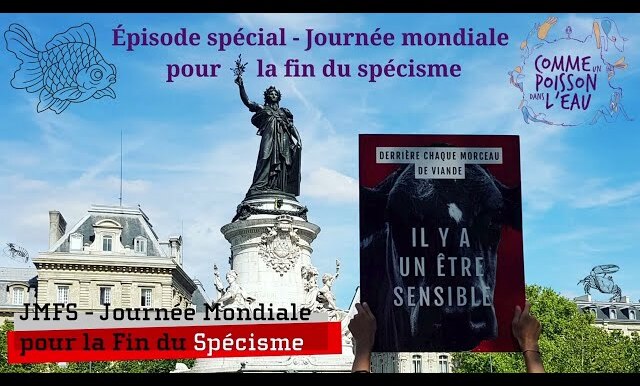 Épisode spécial - Journée mondiale
pour la fin du spécisme
COMME UN
POISSON
DANS L'EAU
DERRIÈRE CHAQUE MORCEAU
DE VIANDE
IL Y A
UN ÊTRE
SENSIBLE
JMFS - Journée Mondiale
pour la Fin du Spécisme